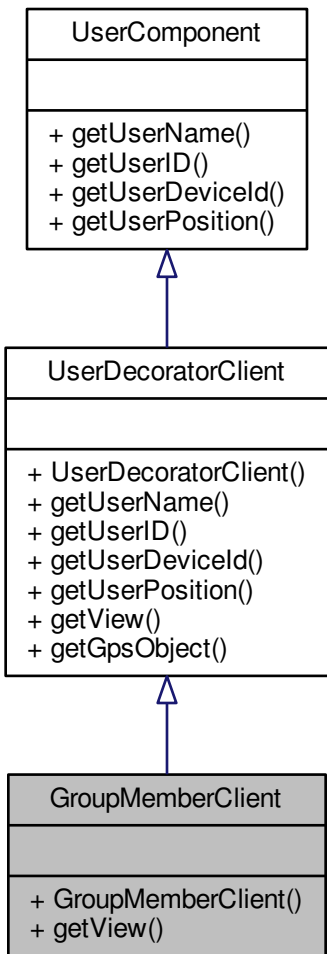 UserComponent
+ getUserName()
+ getUserID()
+ getUserDeviceId()
+ getUserPosition()
UserDecoratorClient
+ UserDecoratorClient()
+ getUserName()
+ getUserID()
+ getUserDeviceId()
+ getUserPosition()
+ getView()
+ getGpsObject()
GroupMemberClient
+ GroupMemberClient()
+ getView()